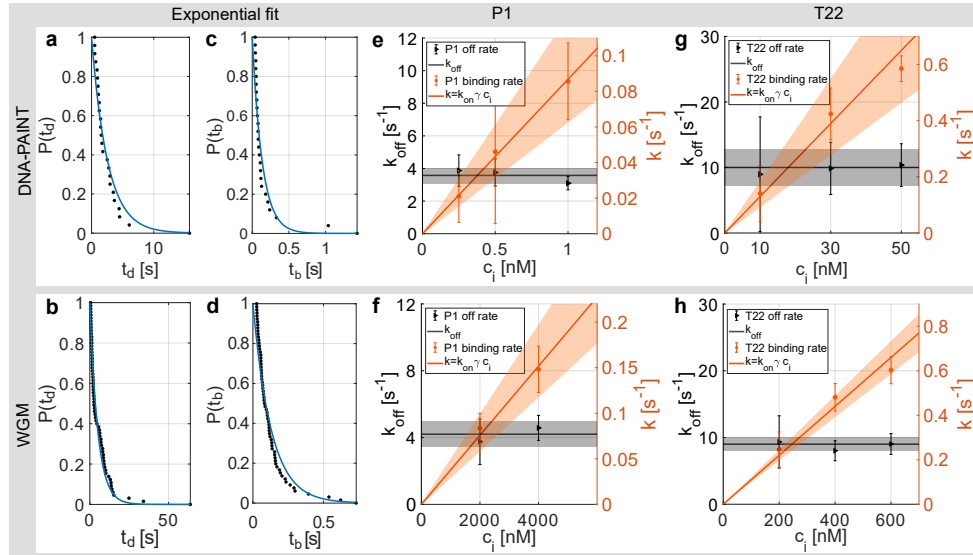 Exponential fit P1 T22
DNA-PAINT
WGM
a
P(t_d)
1
0.8
0.6
0.4
0.2
0
0 10
t_d [s]
c
P(t_b)
1
0.8
0.6
0.4
0.2
0
0 0.5 1
t_b [s]
e
k_off [s⁻¹]
12
10
8
6
4
2
0
P1 off rate
k_off
P1 binding rate
k=k_on γ c_i
0 0.5 1
c_i [nM]
0.1
0.08
0.06
0.04
0.02
0
k [s⁻¹]
g
k_off [s⁻¹]
30
20
10
0
T22 off rate
k_off
T22 binding rate
k=k_on γ c_i
10 30 50
c_i [nM]
0.6
0.4
0.2
0
k [s⁻¹]
b
P(t_d)
1
0.8
0.6
0.4
0.2
0
0 50
t_d [s]
d
P(t_b)
1
0.8
0.6
0.4
0.2
0
0 0.5
t_b [s]
f
k_off [s⁻¹]
12
8
4
0
P1 off rate
k_off
P1 binding rate
k=k_on γ c_i
0 2000 4000
c_i [nM]
0.2
0.15
0.1
0.05
0
k [s⁻¹]
h
k_off [s⁻¹]
30
20
10
0
T22 off rate
k_off
T22 binding rate
k=k_on γ c_i
0 200 400 600
c_i [nM]
0.8
0.6
0.4
0.2
0
k [s⁻¹]